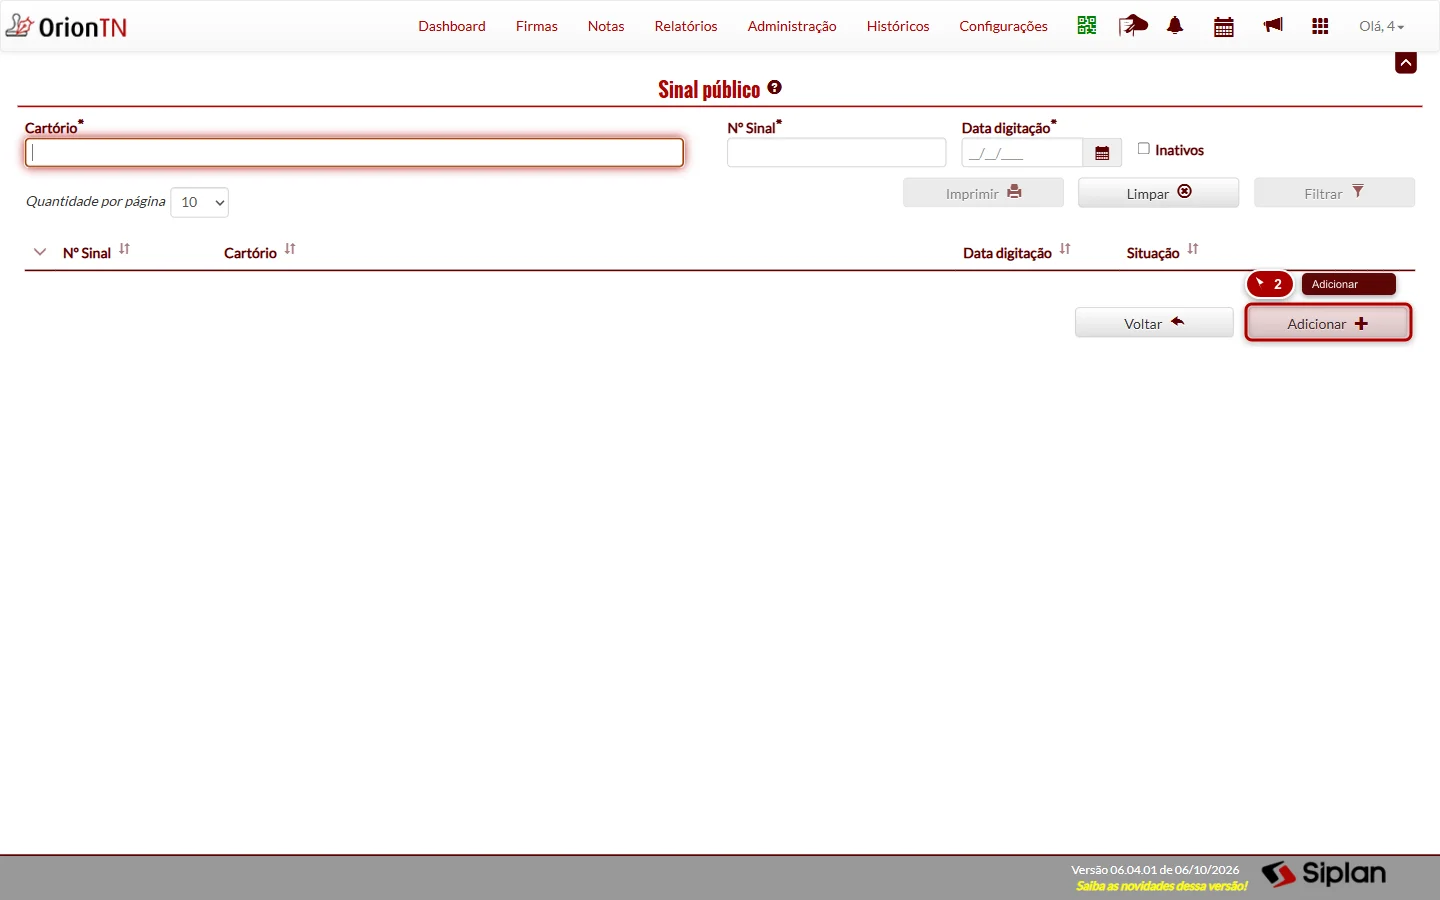 OrionTN
Dashboard
Firmas
Notas
Relatórios
Administração
Históricos
Configurações
Olá, 4
Sinal público
Cartório*
Nº Sinal*
Data digitação*
__/__/____
Inativos
Quantidade por página
10
Imprimir
Limpar
Filtrar
Nº Sinal
Cartório
Data digitação
Situação
2
Adicionar
Voltar
Adicionar
Versão 06.04.01 de 06/10/2026
Saiba as novidades dessa versão!
Siplan